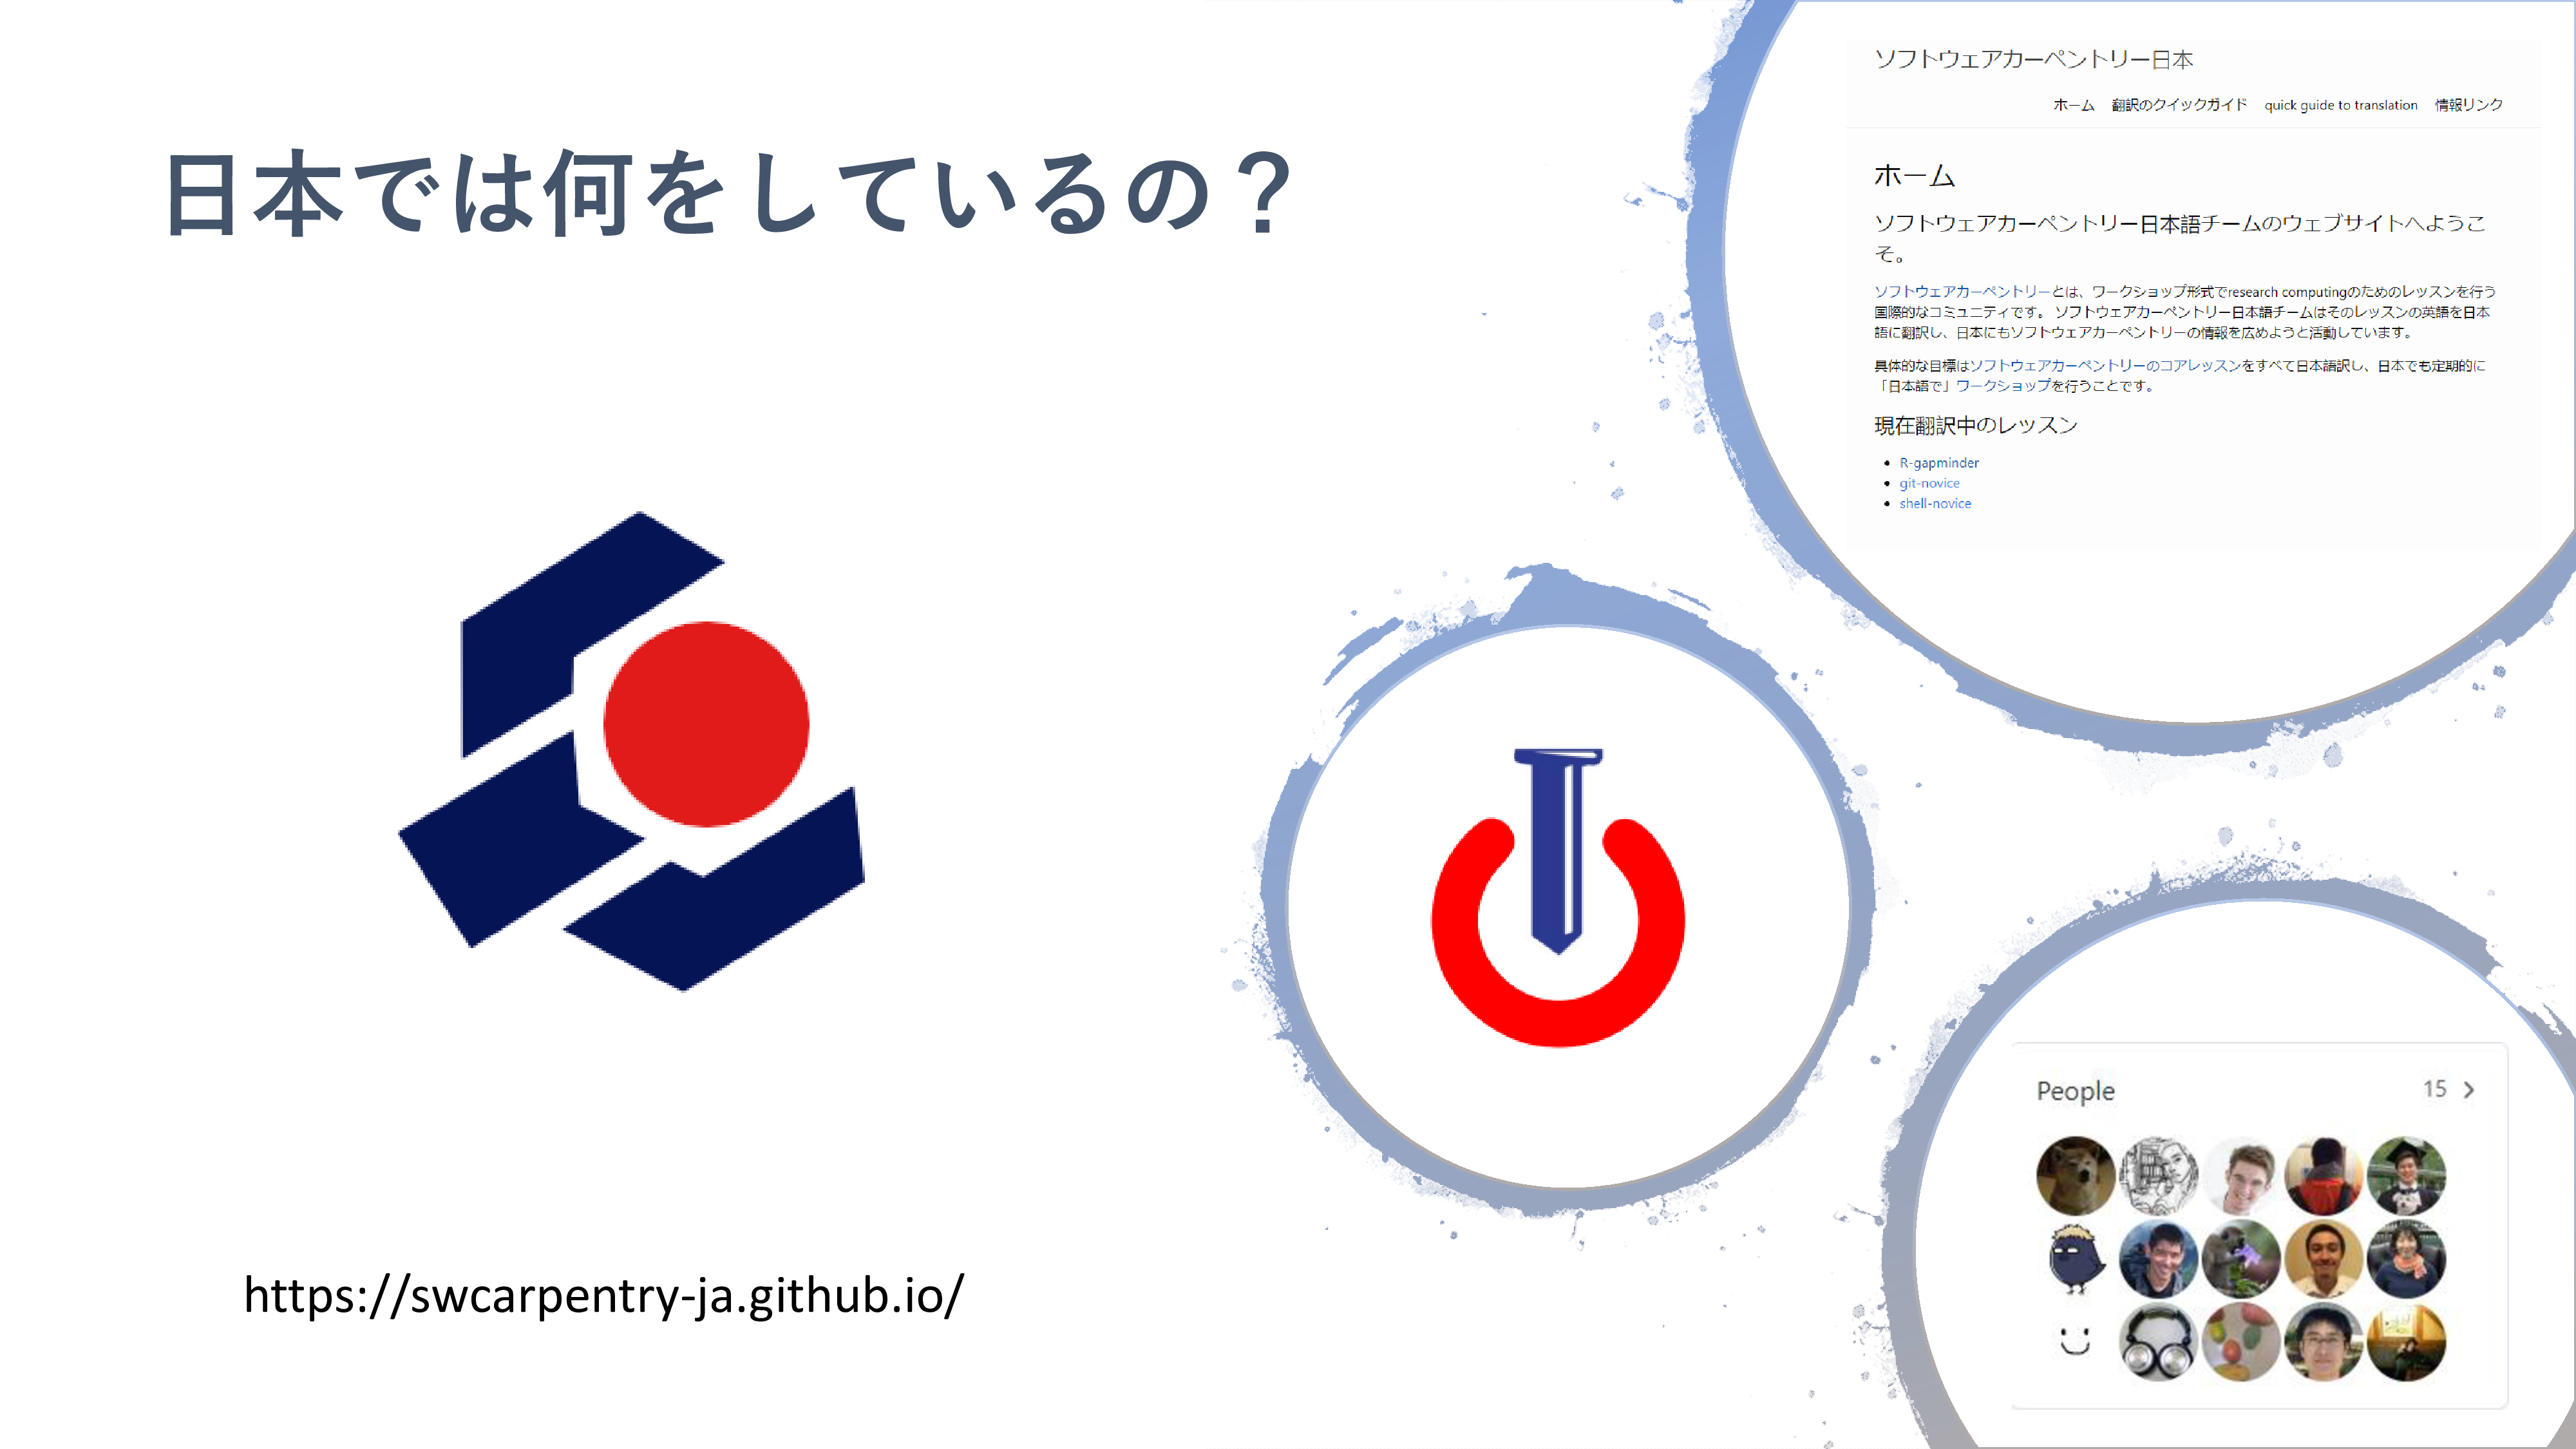 日本では何をしているの？
ソフトウェアカーペントリー日本
ホーム 翻訳のクイックガイド quick guide to translation 情報リンク
ホーム
ソフトウェアカーペントリー日本語チームのウェブサイトへようこ
そ。
ソフトウェアカーペントリーとは、ワークショップ形式でresearch computingのためのレッスンを行う
国際的なコミュニティです。 ソフトウェアカーペントリー日本語チームはそのレッスンの英語を日本
語に翻訳し、日本にもソフトウェアカーペントリーの情報を広めようと活動しています。
具体的な目標はソフトウェアカーペントリーのコアレッスンをすべて日本語訳し、日本でも定期的に
「日本語で」ワークショップを行うことです。
現在翻訳中のレッスン
• R-gapminder
• git-novice
• shell-novice
People 15 >
https://swcarpentry-ja.github.io/